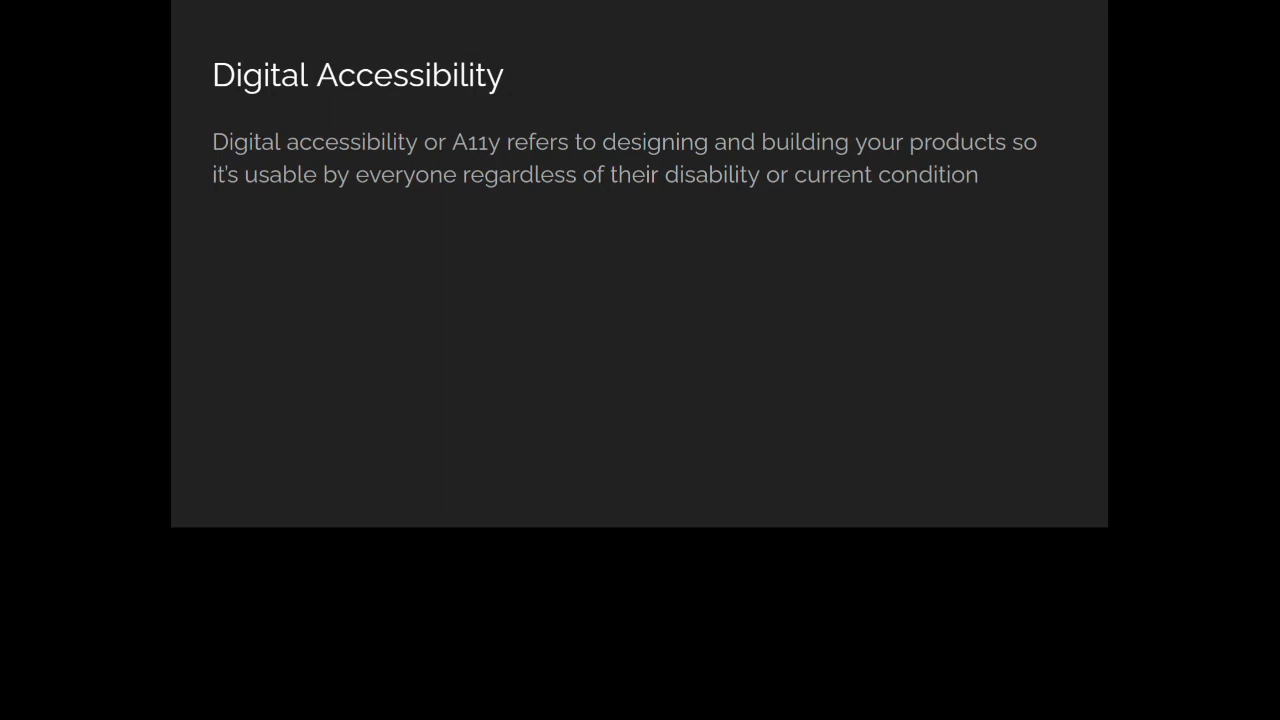 Digital Accessibility
Digital accessibility or A11y refers to designing and building your products so
it's usable by everyone regardless of their disability or current condition